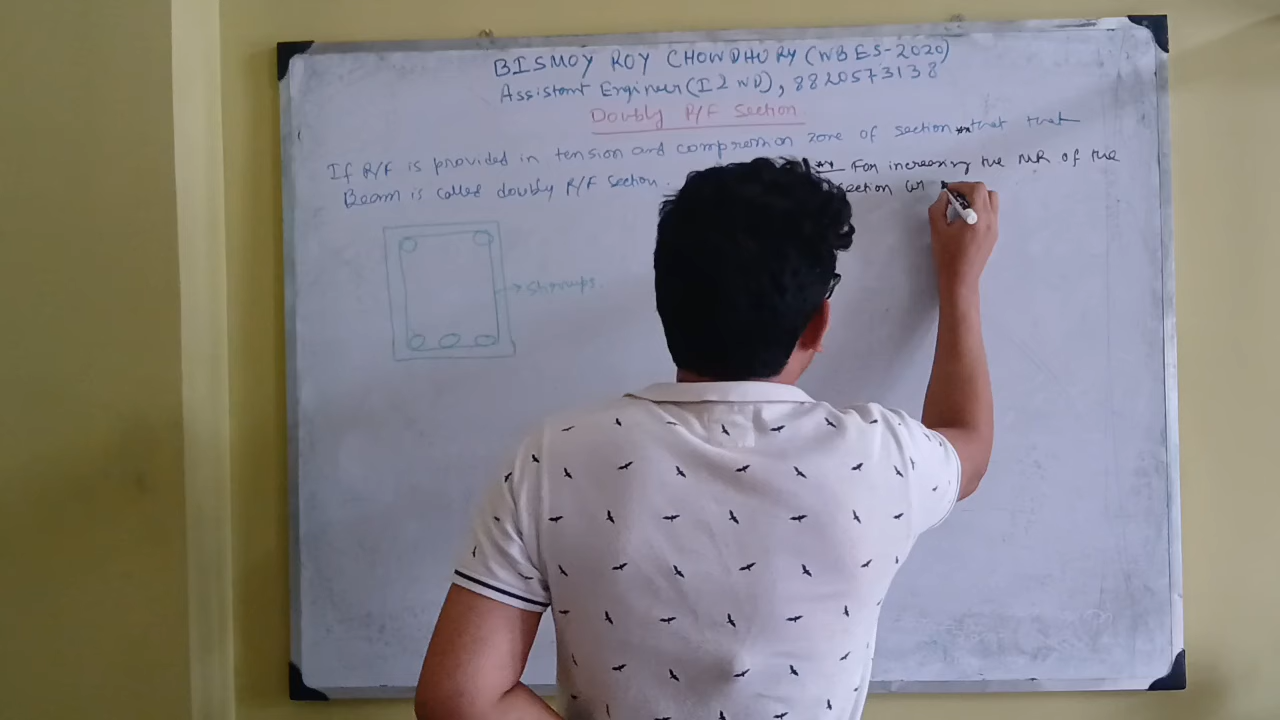 BISMOY ROY CHOWDHURY (WBES-2020)
Assistant Engineer (I2WD), 8820573138
Doubly R/F Section
If R/F is provided in tension and compression zone of section that that
Beam is called doubly R/F section.
** For increasing the MR of the
section
Stirrups.